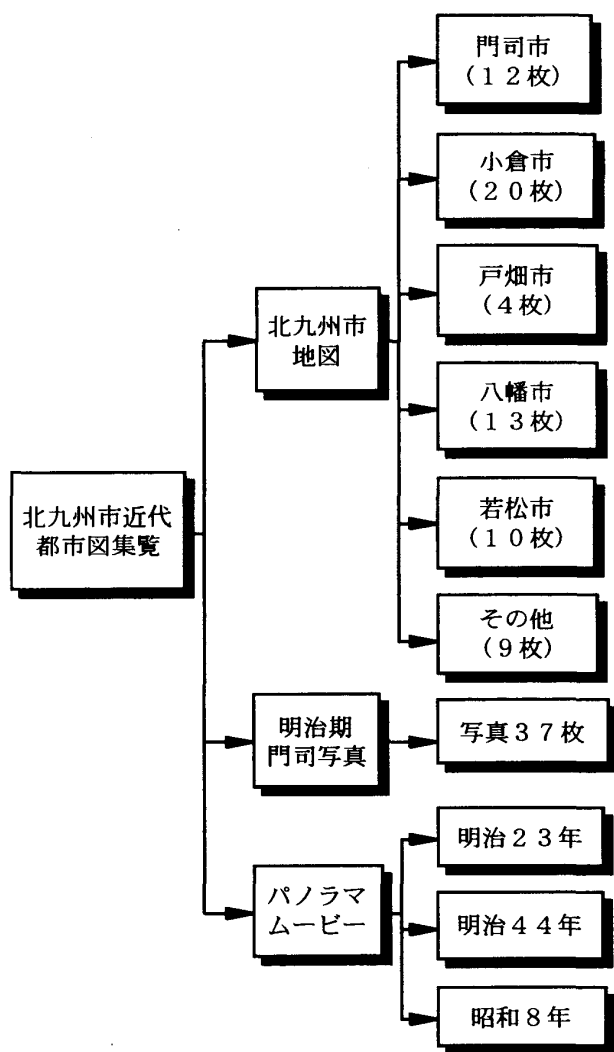 北九州市近代
都市図集覧
北九州市
地図
門司市
(12枚)
小倉市
(20枚)
戸畑市
(4枚)
八幡市
(13枚)
若松市
(10枚)
その他
(9枚)
明治期
門司写真
写真37枚
パノラマ
ムービー
明治23年
明治44年
昭和8年